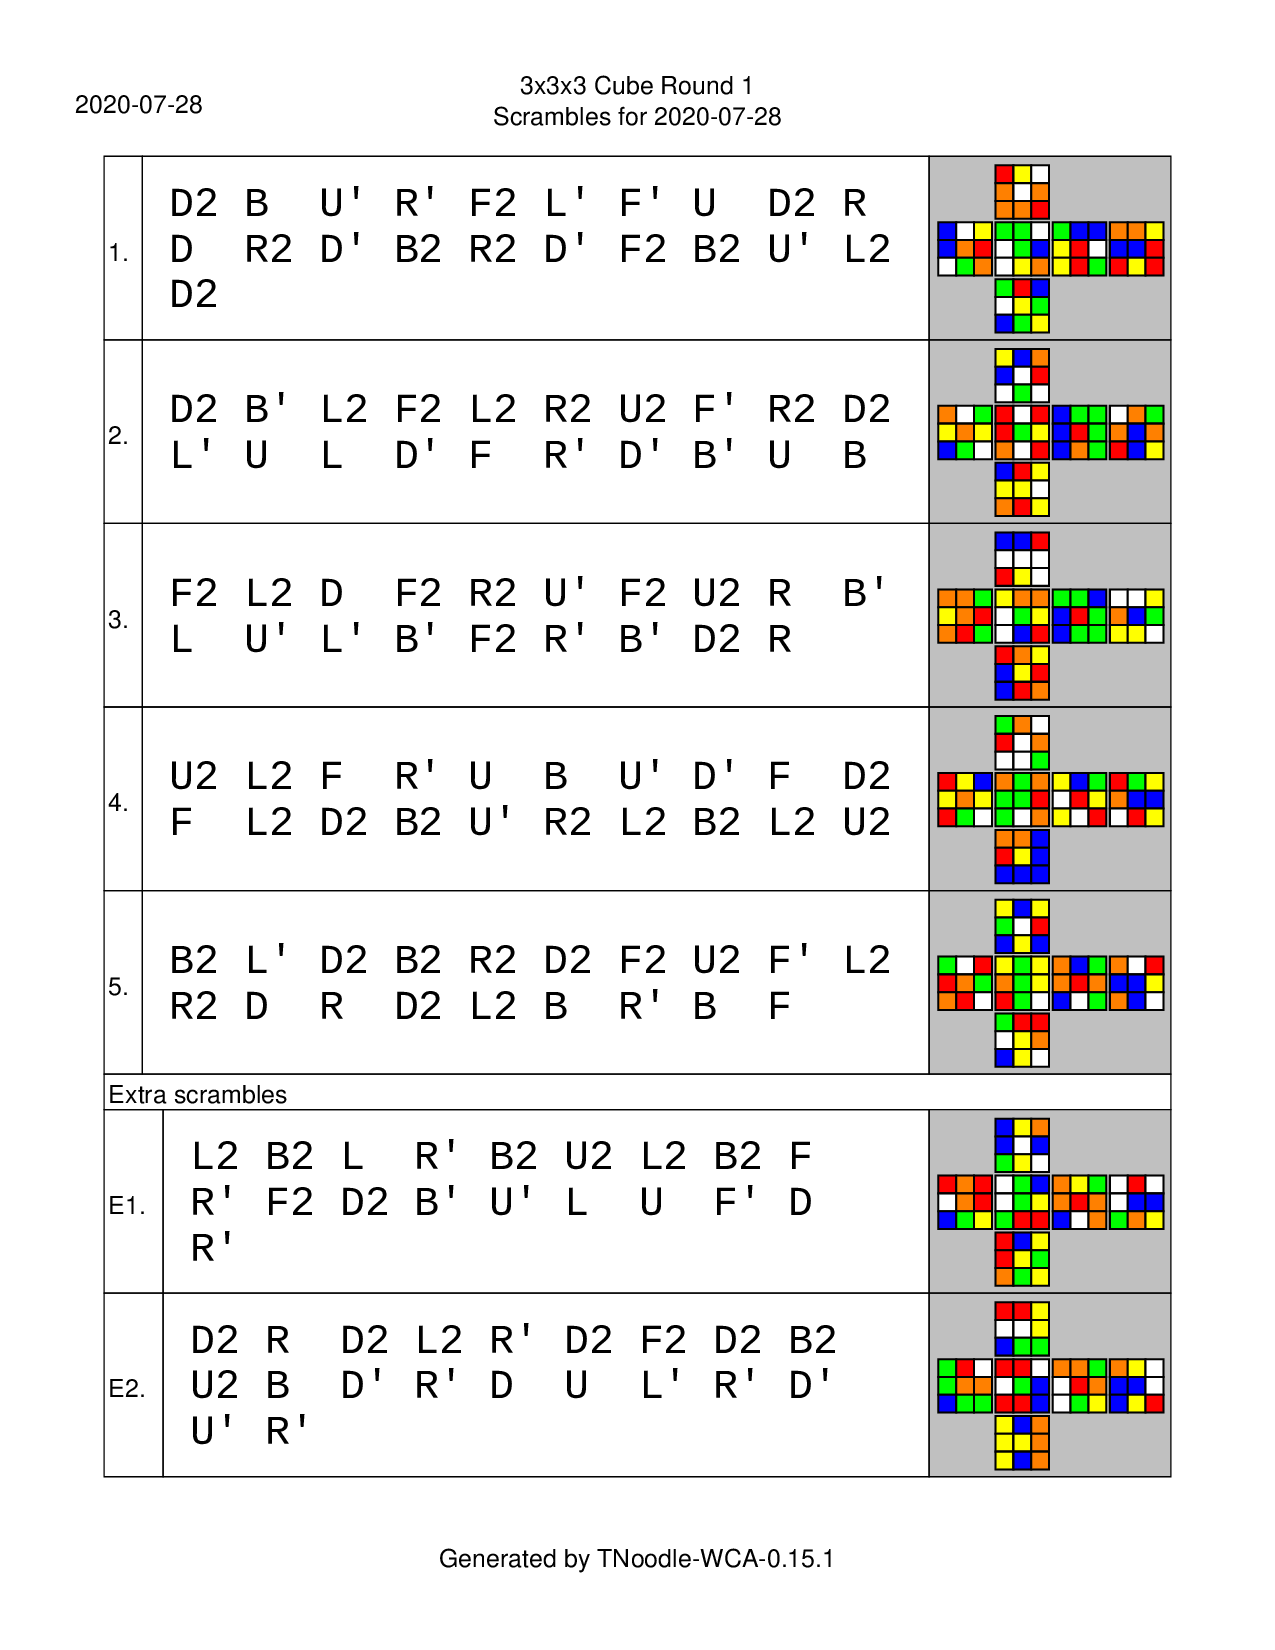 3x3x3 Cube Round 1
2020-07-28
Scrambles for 2020-07-28
1.
D2 B U' R' F2 L' F' U D2 R
D R2 D' B2 R2 D' F2 B2 U' L2
D2
2.
D2 B' L2 F2 L2 R2 U2 F' R2 D2
L' U L D' F R' D' B' U B
3.
F2 L2 D F2 R2 U' F2 U2 R B'
L U' L' B' F2 R' B' D2 R
4.
U2 L2 F R' U B U' D' F D2
F L2 D2 B2 U' R2 L2 B2 L2 U2
5.
B2 L' D2 B2 R2 D2 F2 U2 F' L2
R2 D R D2 L2 B R' B F
Extra scrambles
E1.
L2 B2 L R' B2 U2 L2 B2 F
R' F2 D2 B' U' L U F' D
R'
E2.
D2 R D2 L2 R' D2 F2 D2 B2
U2 B D' R' D U L' R' D'
U' R'
Generated by TNoodle-WCA-0.15.1